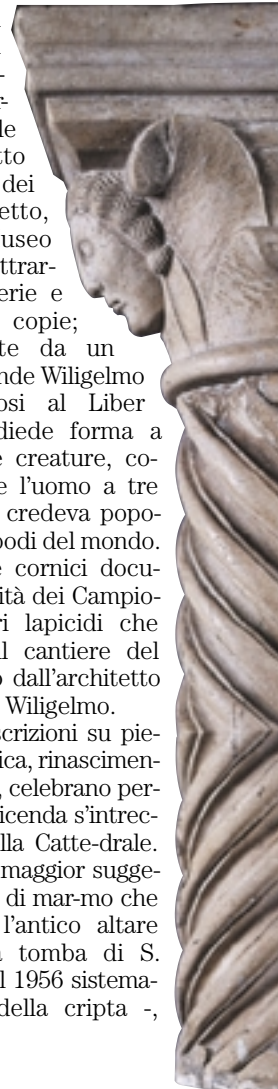 le
tto
dei
etto,
useo
ttrar-
erie e
copie;
te da un
nde Wiligelmo
osi al Liber
diede forma a
e creature, co-
e l'uomo a tre
credeva popo-
podi del mondo.
e cornici docu-
ità dei Campio-
ri lapicidi che
l cantiere del
o dall'architetto
Wiligelmo.
scrizioni su pie-
ica, rinascimen-
, celebrano per-
icenda s'intrec-
lla Catte-drale.
maggior sugge-
di mar-mo che
l'antico altare
a tomba di S.
l 1956 sistema-
della cripta -,